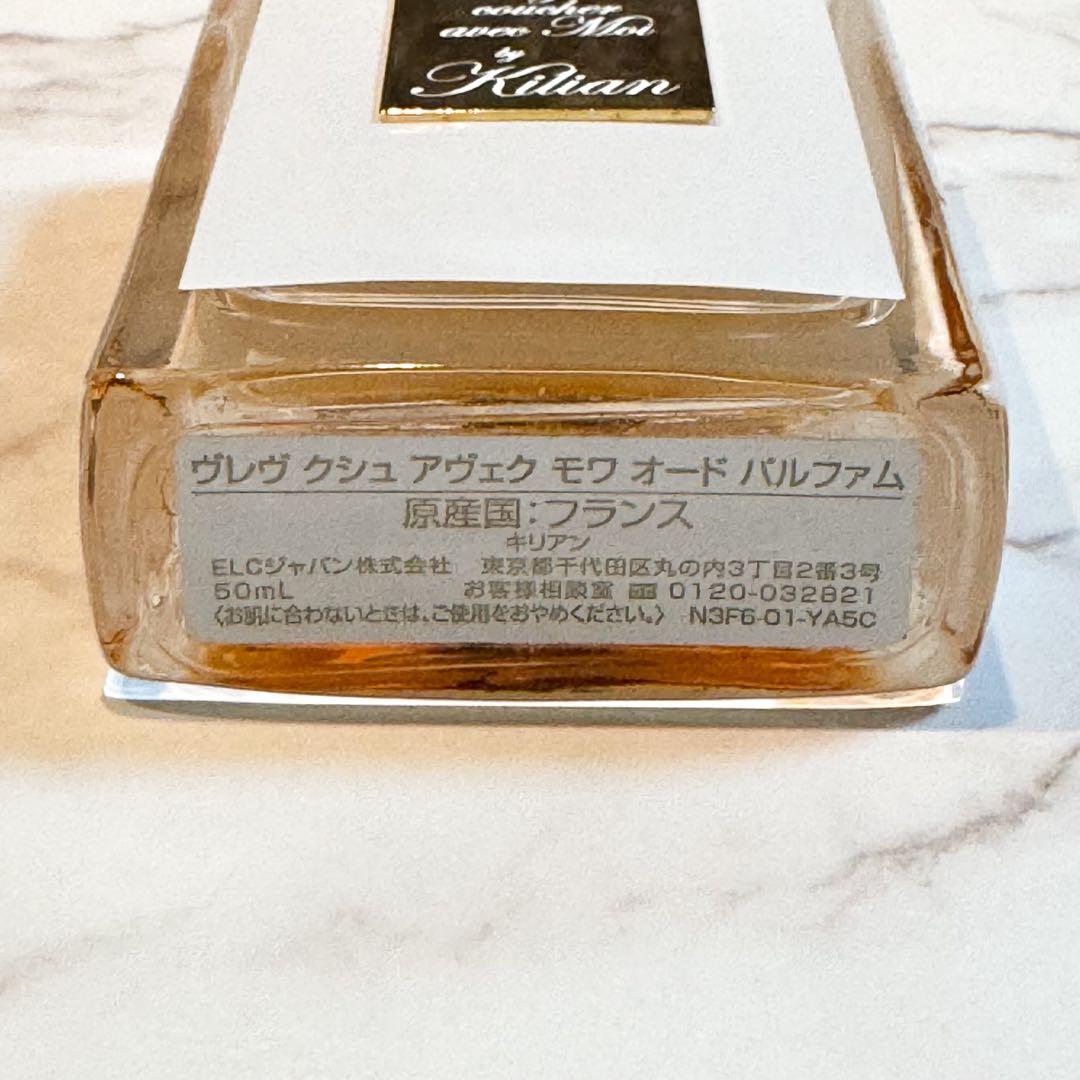 coucher
avec Moi
by
Kilian
ヴレヴ クシュ アヴェク モワ オード パルファム
原産国:フランス
キリアン
ELCジャパン株式会社 東京都千代田区丸の内3丁目2番3号
50mL お客様相談室 ☎ 0120-032821
〈お肌に合わないときは、ご使用をおやめください。〉 N3F6-01-YA5C